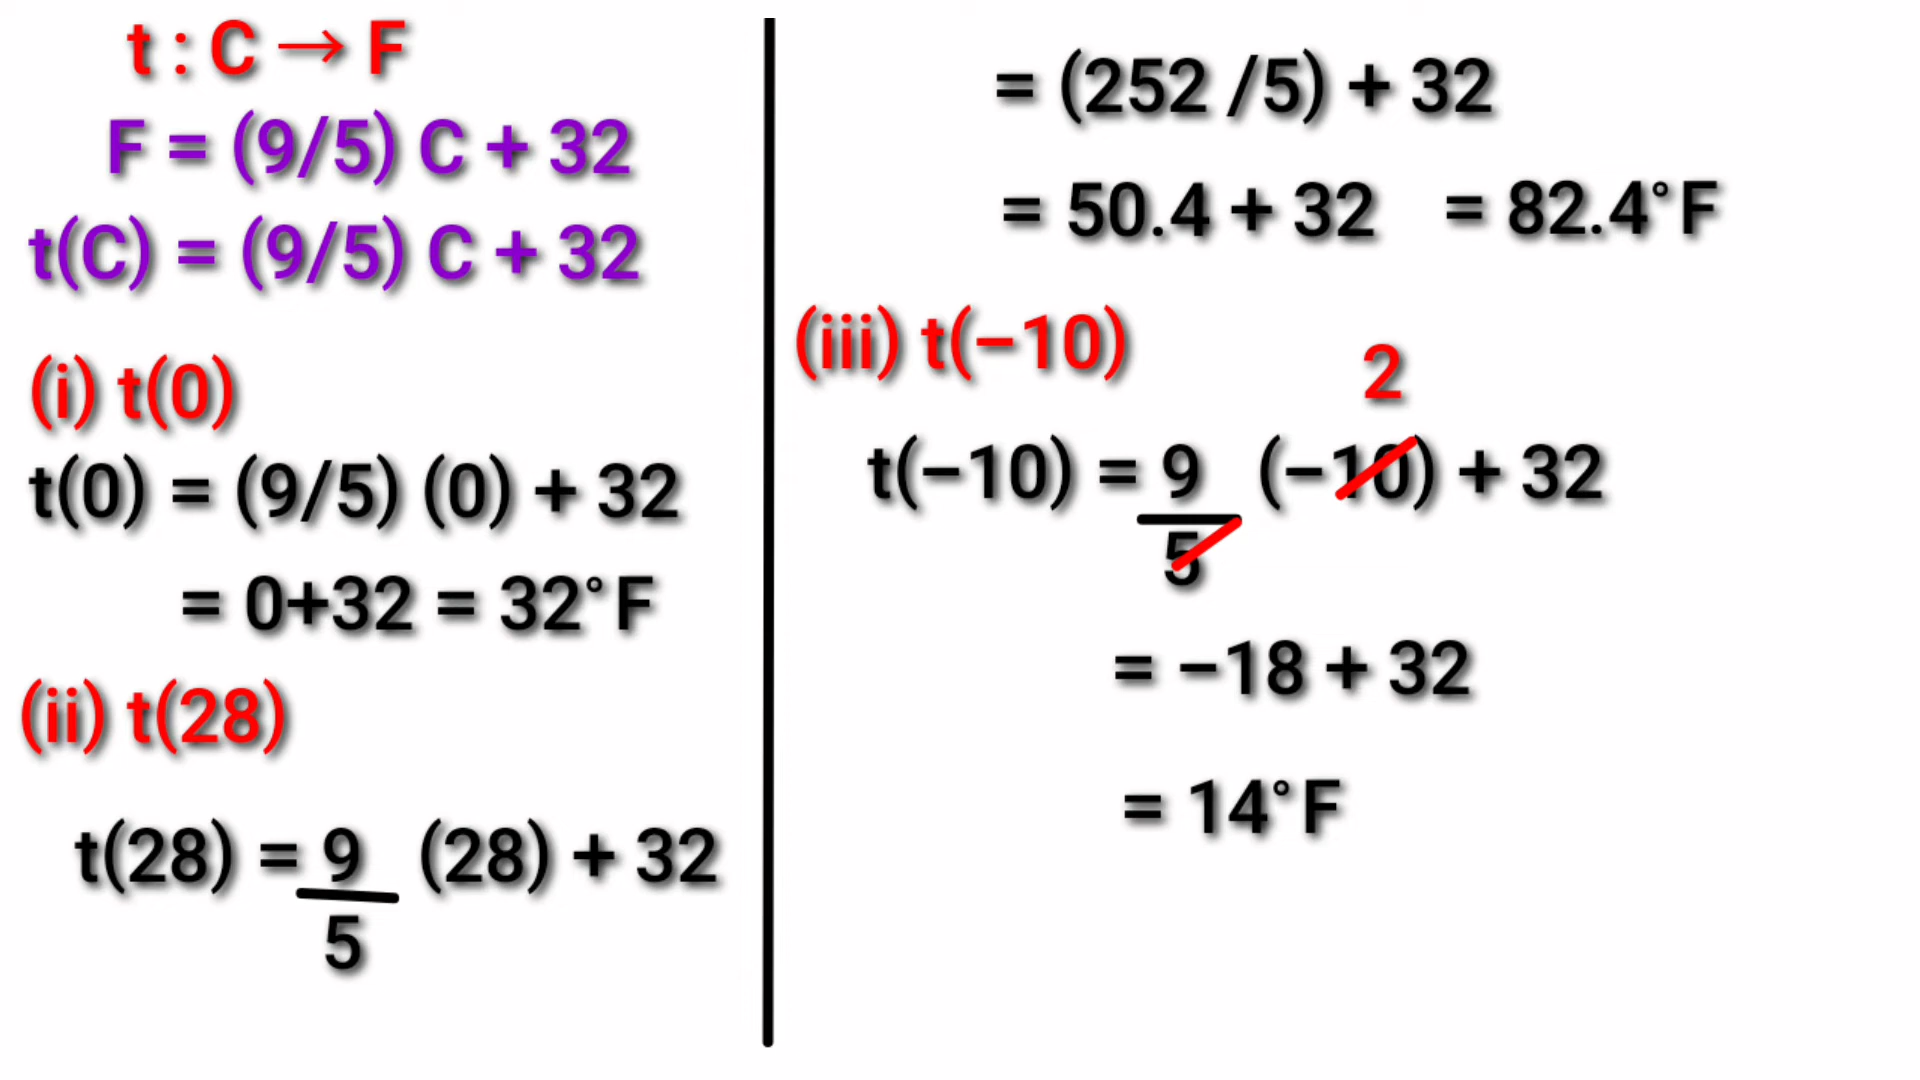 t : C → F
F = (9/5) C + 32
t(C) = (9/5) C + 32
(i) t(0)
t(0) = (9/5) (0) + 32
= 0+32 = 32°F
(ii) t(28)
t(28) = 9 (28) + 32
5
= (252 /5) + 32
= 50.4 + 32 = 82.4°F
(iii) t(−10)
2
t(−10) = 9 (−10) + 32
5
= −18 + 32
= 14°F